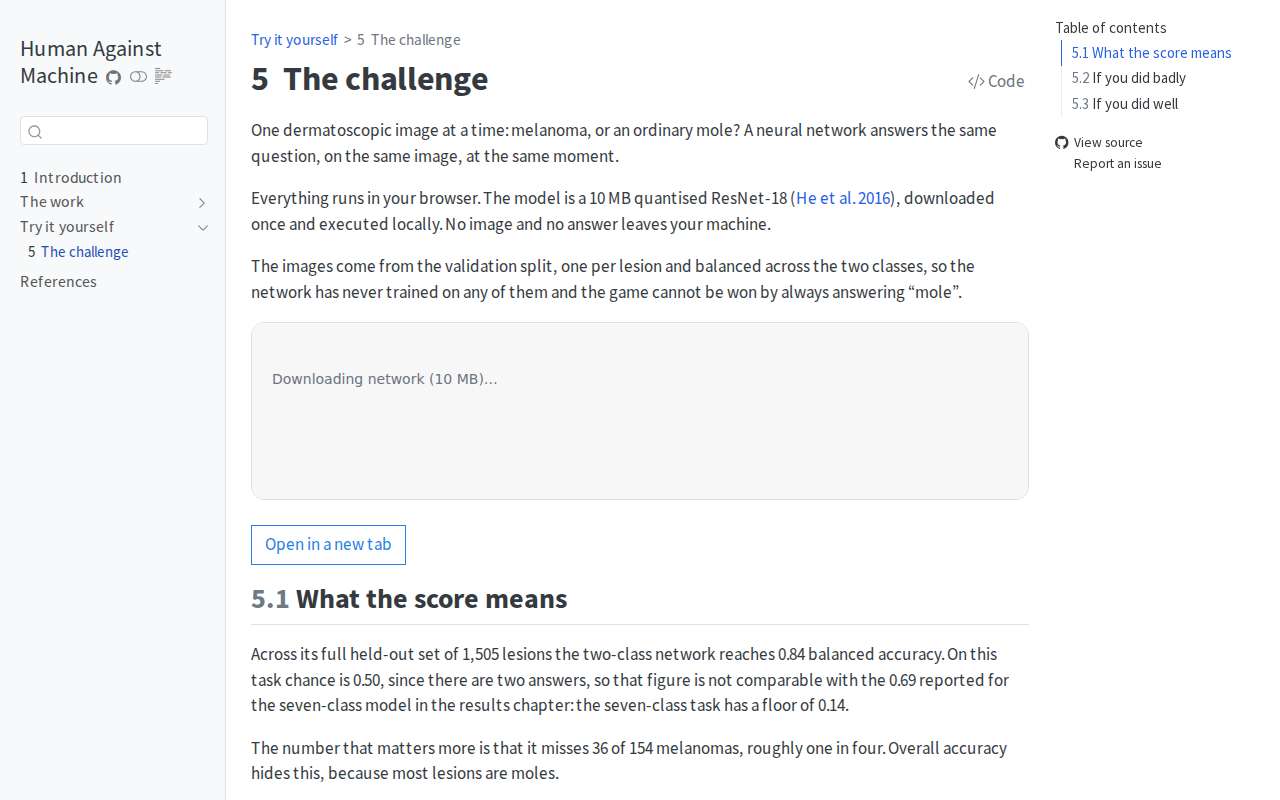 Human Against
Machine
1 Introduction
The work
Try it yourself
5 The challenge
References
Try it yourself > 5 The challenge
5 The challenge
</> Code
One dermatoscopic image at a time: melanoma, or an ordinary mole? A neural network answers the same
question, on the same image, at the same moment.
Everything runs in your browser. The model is a 10 MB quantised ResNet-18 (He et al. 2016), downloaded
once and executed locally. No image and no answer leaves your machine.
The images come from the validation split, one per lesion and balanced across the two classes, so the
network has never trained on any of them and the game cannot be won by always answering “mole”.
Downloading network (10 MB)…
Open in a new tab
5.1 What the score means
Across its full held-out set of 1,505 lesions the two-class network reaches 0.84 balanced accuracy. On this
task chance is 0.50, since there are two answers, so that figure is not comparable with the 0.69 reported for
the seven-class model in the results chapter: the seven-class task has a floor of 0.14.
The number that matters more is that it misses 36 of 154 melanomas, roughly one in four. Overall accuracy
hides this, because most lesions are moles.
Table of contents
5.1 What the score means
5.2 If you did badly
5.3 If you did well
View source
Report an issue